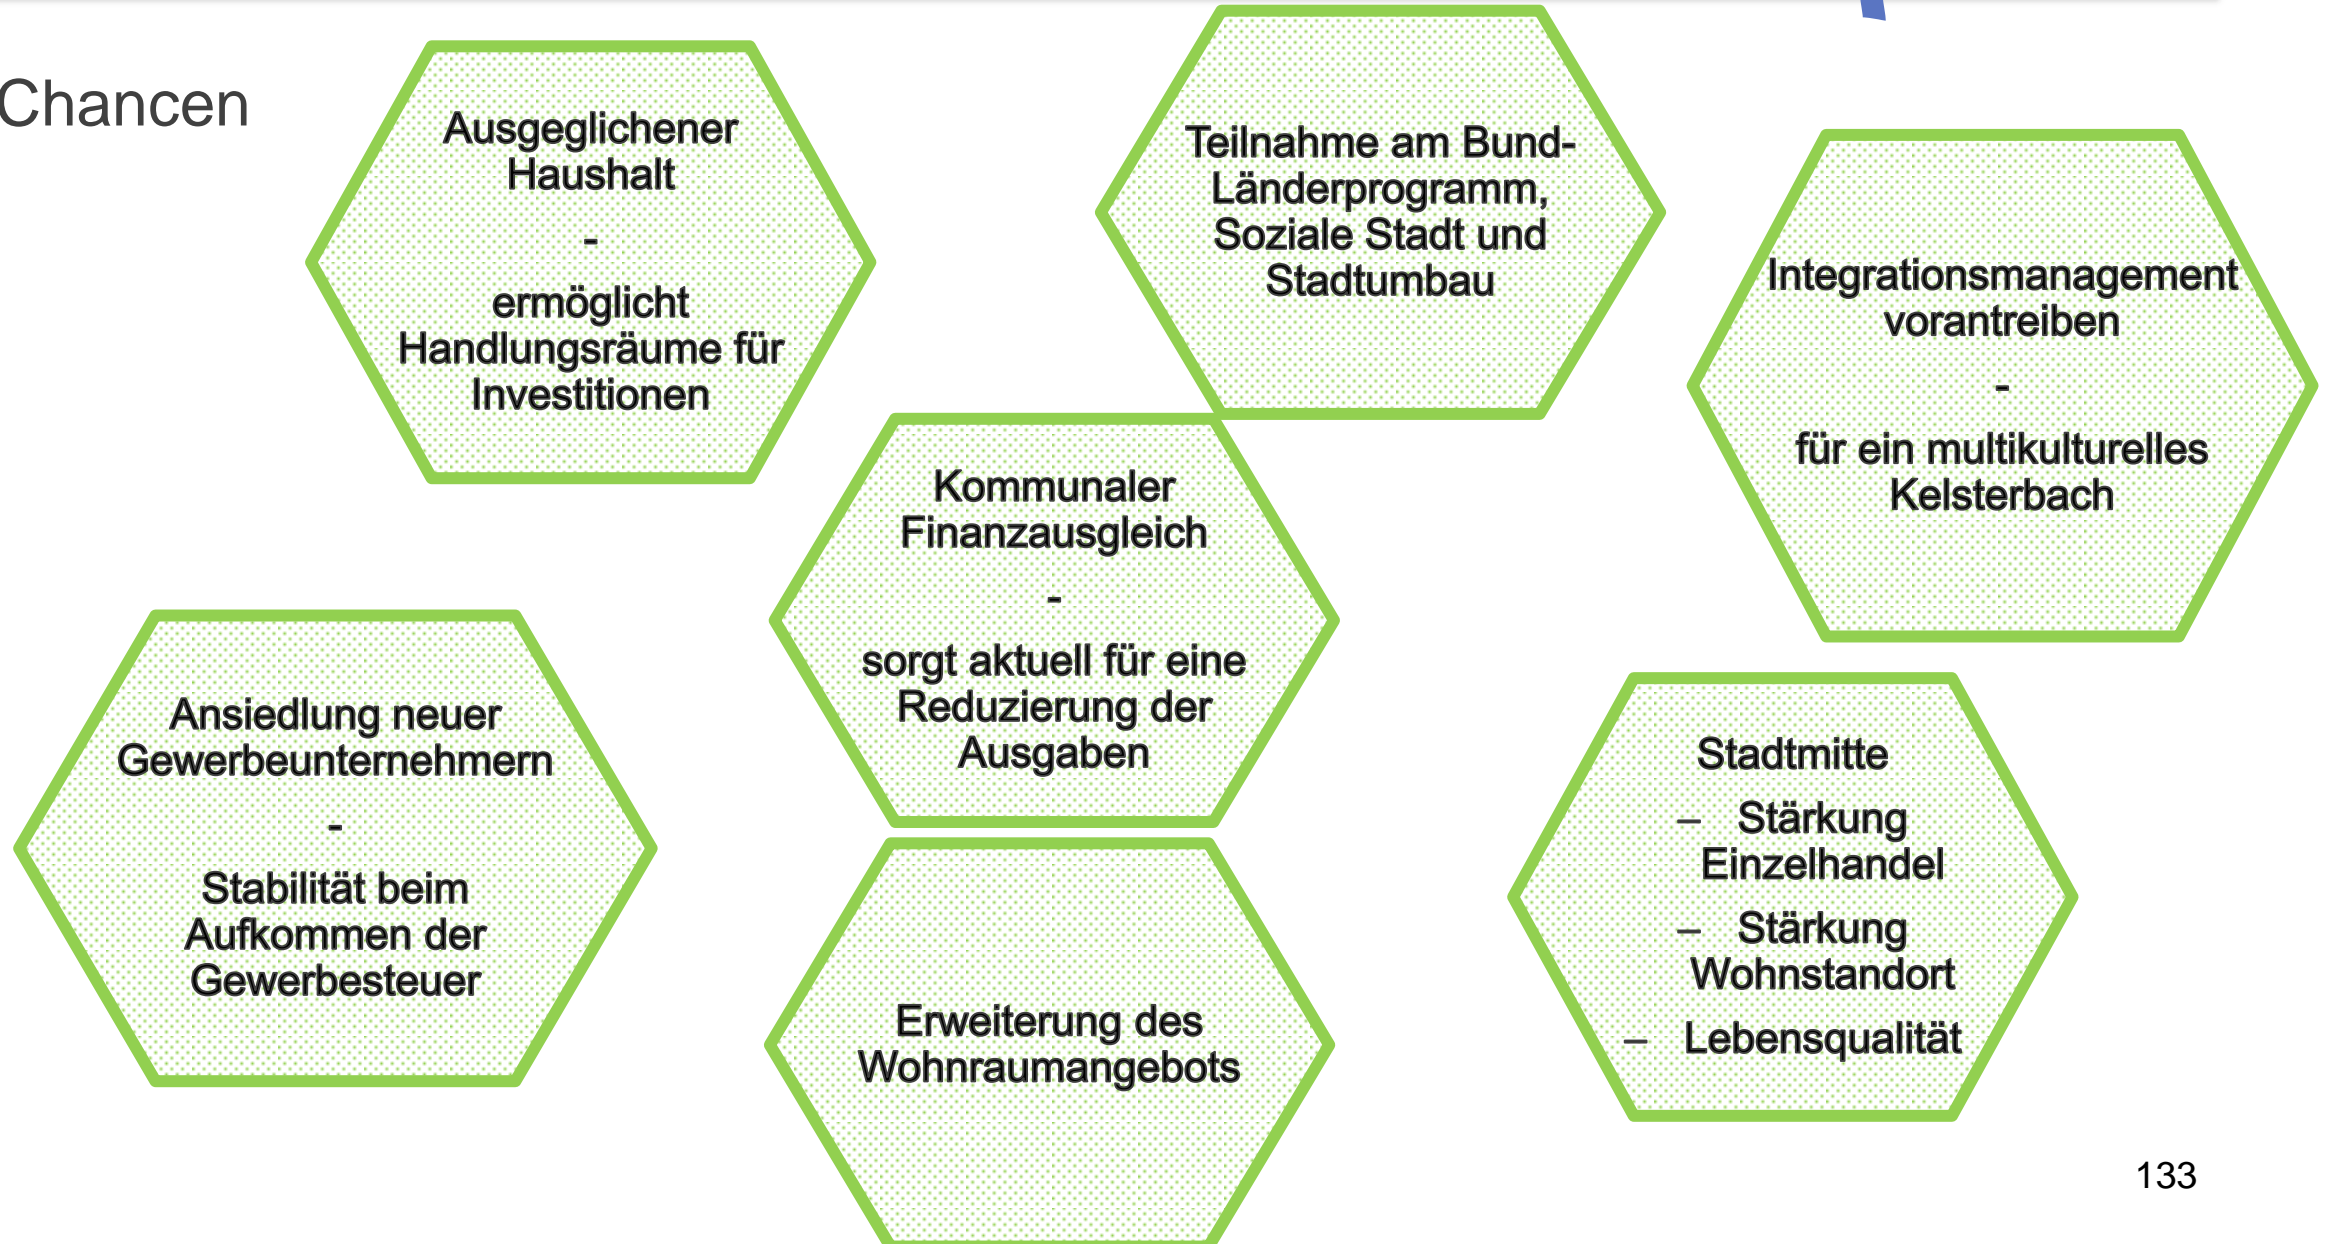 Chancen
Ausgeglichener
Haushalt
-
ermöglicht
Handlungsräume für
Investitionen
Teilnahme am Bund-
Länderprogramm,
Soziale Stadt und
Stadtumbau
Integrationsmanagement
vorantreiben
-
für ein multikulturelles
Kelsterbach
Kommunaler
Finanzausgleich
-
sorgt aktuell für eine
Reduzierung der
Ausgaben
Ansiedlung neuer
Gewerbeunternehmern
-
Stabilität beim
Aufkommen der
Gewerbesteuer
Stadtmitte
– Stärkung
Einzelhandel
– Stärkung
Wohnstandort
– Lebensqualität
Erweiterung des
Wohnraumangebots
133